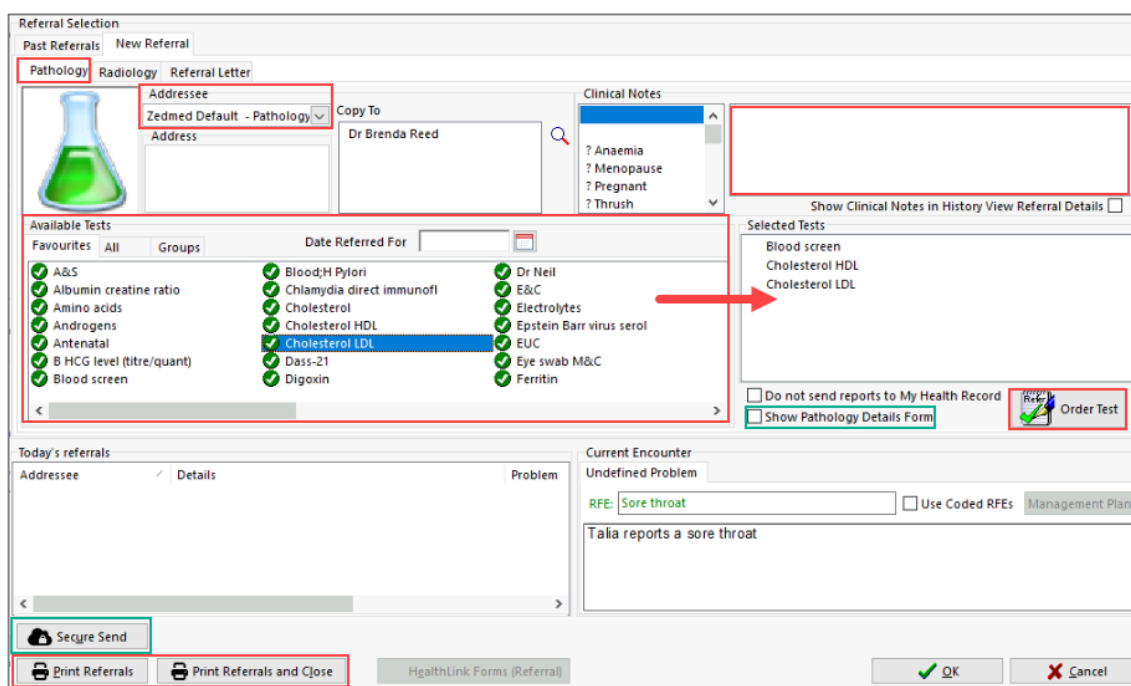 Referral Selection
Past Referrals New Referral
Pathology Radiology Referral Letter
Addressee
Zedmed Default - Pathology
Address
Copy To
Dr Brenda Reed
Clinical Notes
? Anaemia
? Menopause
? Pregnant
? Thrush
Show Clinical Notes in History View Referral Details
Available Tests
Favourites All Groups
Date Referred For
A&S
Albumin creatine ratio
Amino acids
Androgens
Antenatal
B HCG level (titre/quant)
Blood screen
Blood;H Pylori
Chlamydia direct immunofl
Cholesterol
Cholesterol HDL
Cholesterol LDL
Dass-21
Digoxin
Dr Neil
E&C
Electrolytes
Epstein Barr virus serol
EUC
Eye swab M&C
Ferritin
Selected Tests
Blood screen
Cholesterol HDL
Cholesterol LDL
Do not send reports to My Health Record
Show Pathology Details Form
Refer
Order Test
Today's referrals
Addressee Details Problem
Current Encounter
Undefined Problem
RFE: Sore throat Use Coded RFEs Management Plan
Talia reports a sore throat
Secure Send
Print Referrals Print Referrals and Close HealthLink Forms (Referral) OK Cancel